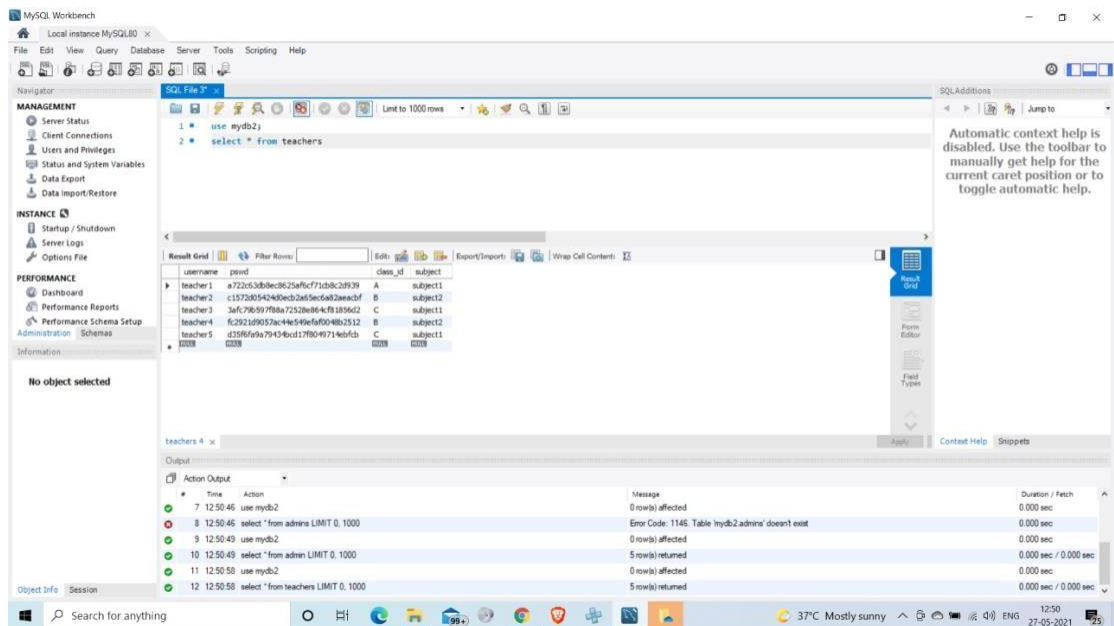 MySQL Workbench
Local instance MySQL80 ×
File Edit View Query Database Server Tools Scripting Help
Navigator
MANAGEMENT
Server Status
Client Connections
Users and Privileges
Status and System Variables
Data Export
Data Import/Restore
INSTANCE
Startup / Shutdown
Server Logs
Options File
PERFORMANCE
Dashboard
Performance Reports
Performance Schema Setup
Administration Schemas
Information
No object selected
Object Info Session
SQL File 3* ×
Limit to 1000 rows
1 use mydb2;
2 select * from teachers
Result Grid Filter Rows: Edit: Export/Import: Wrap Cell Content:
username pswd class_id subject
teacher1 a722c63db8ec8625af6cf71cb8c2d939 A subject1
teacher2 c1572d05424d0ecb2a65ec6a82aeacbf B subject2
teacher3 3afc79b597f88a72528e864cf81856d2 C subject1
teacher4 fc2921d9057ac44e549efaf0048b2512 B subject2
teacher5 d35f6fa9a79434bcd17f8049714ebfcb C subject1
NULL NULL NULL NULL
Result Grid
Form Editor
Field Types
teachers 4 ×
Apply
SQLAdditions
Jump to
Automatic context help is
disabled. Use the toolbar to
manually get help for the
current caret position or to
toggle automatic help.
Context Help Snippets
Output
Action Output
# Time Action Message Duration / Fetch
7 12:50:46 use mydb2 0 row(s) affected 0.000 sec
8 12:50:46 select * from admins LIMIT 0, 1000 Error Code: 1146. Table 'mydb2.admins' doesn't exist 0.000 sec
9 12:50:49 use mydb2 0 row(s) affected 0.000 sec
10 12:50:49 select * from admin LIMIT 0, 1000 5 row(s) returned 0.000 sec / 0.000 sec
11 12:50:58 use mydb2 0 row(s) affected 0.000 sec
12 12:50:58 select * from teachers LIMIT 0, 1000 5 row(s) returned 0.000 sec / 0.000 sec
Search for anything
99+
37°C Mostly sunny ENG 12:50
27-05-2021
25